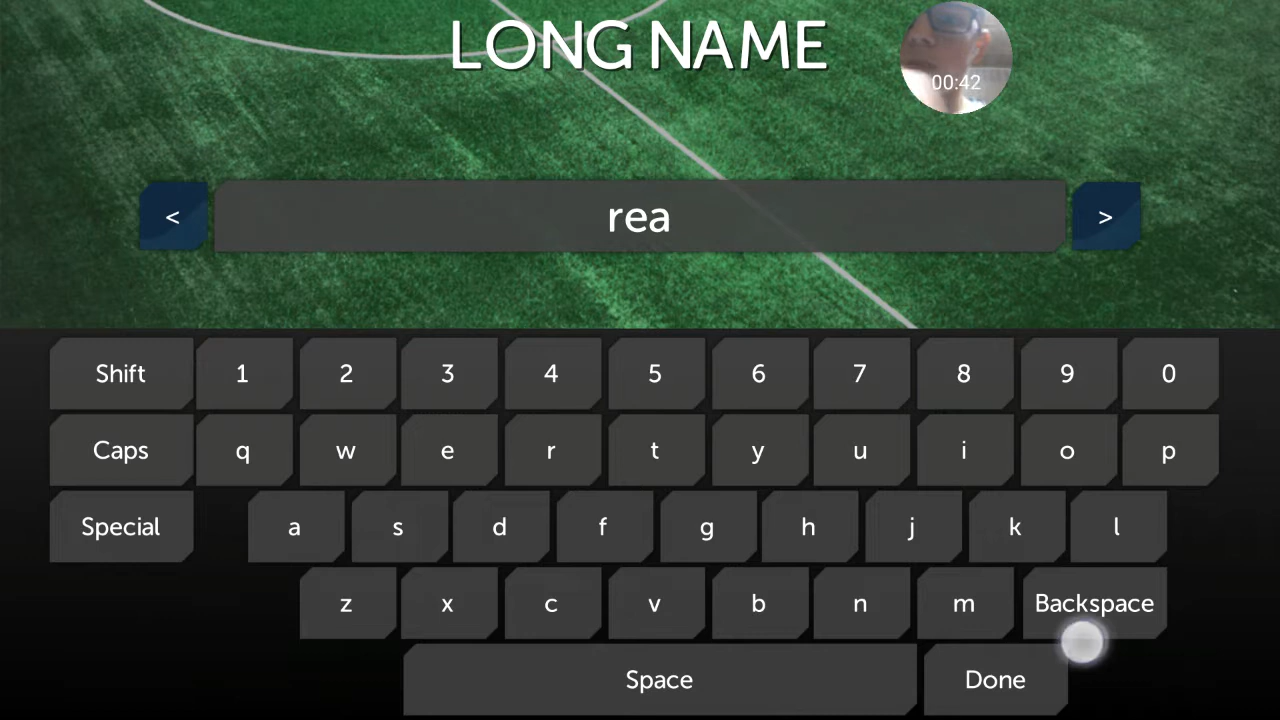 LONG NAME
00:42
< rea >
Shift 1 2 3 4 5 6 7 8 9 0
Caps q w e r t y u i o p
Special a s d f g h j k l
z x c v b n m Backspace
Space Done